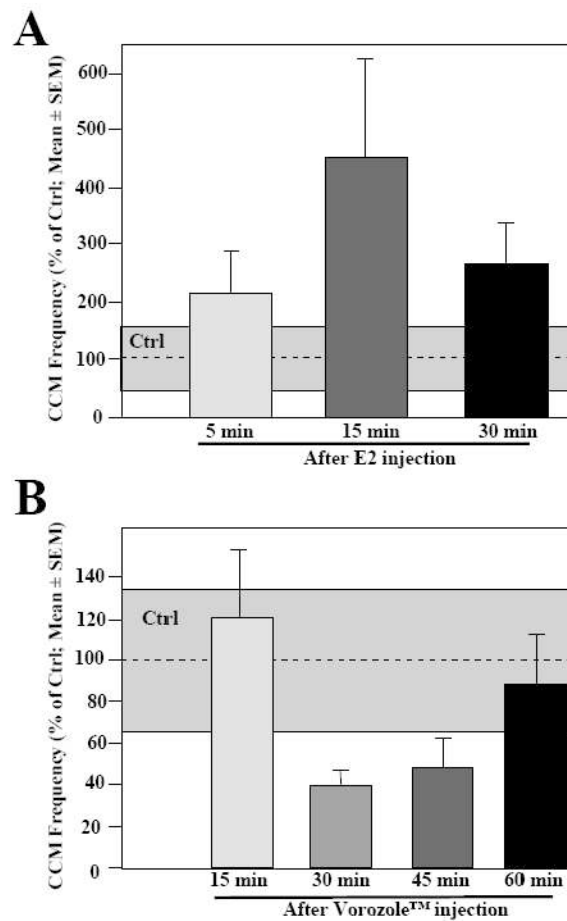 A
CCM Frequency (% of Ctrl; Mean ± SEM)
600
500
400
300
200
100
0
Ctrl
5 min 15 min 30 min
After E2 injection
B
CCM Frequency (% of Ctrl; Mean ± SEM)
140
120
100
80
60
40
20
0
Ctrl
15 min 30 min 45 min 60 min
After Vorozole™ injection